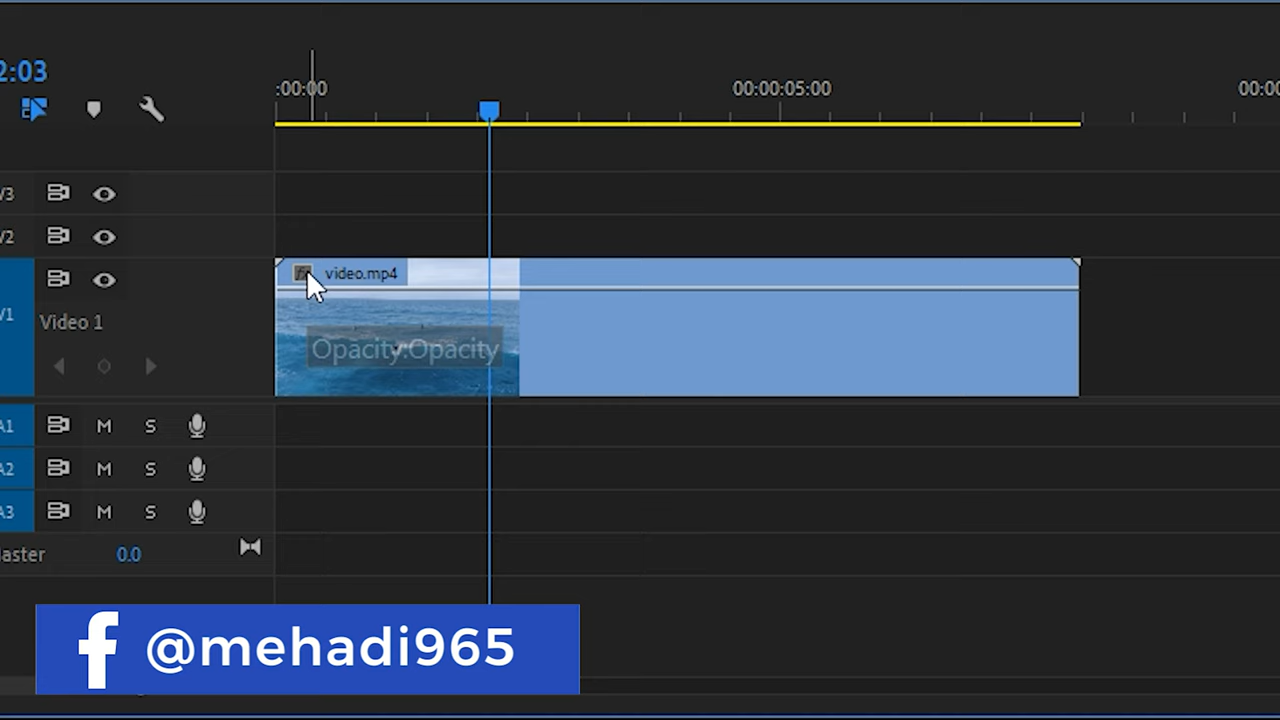 2:03
:00:00
00:00:05:00
00:00
V3
V2
fx video.mp4
V1
Video 1
Opacity:Opacity
A1 M S
A2 M S
A3 M S
aster 0.0
f @mehadi965